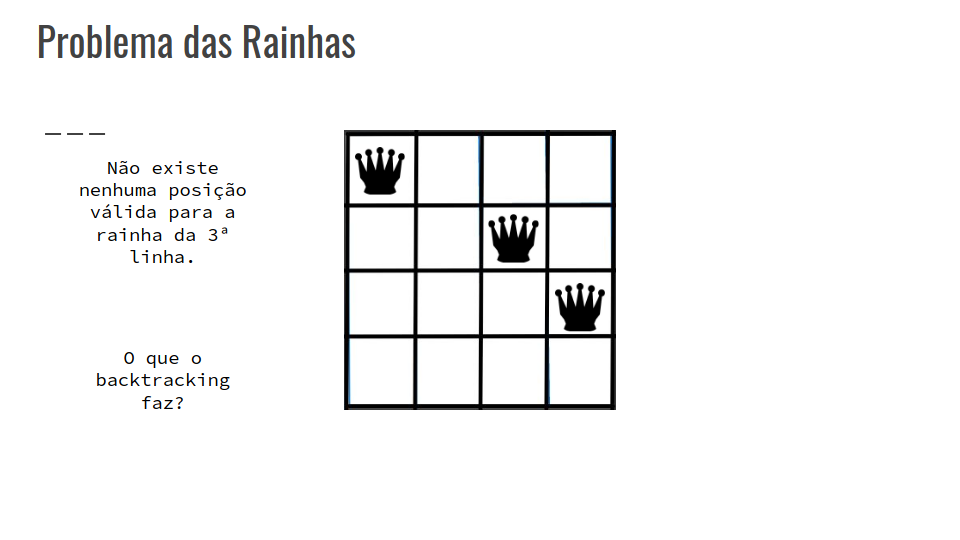 Problema das Rainhas
Não existe
nenhuma posição
válida para a
rainha da 3ª
linha.
O que o
backtracking
faz?